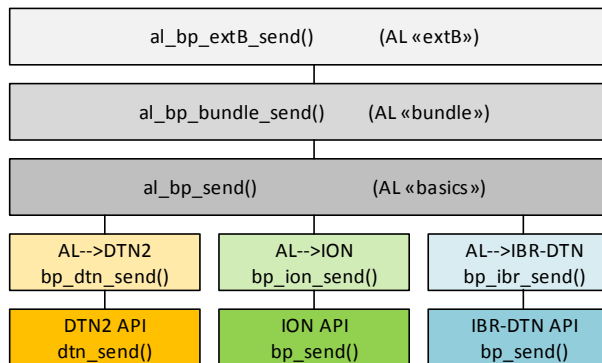 al_bp_extB_send() (AL «extB»)
al_bp_bundle_send() (AL «bundle»)
al_bp_send() (AL «basics»)
AL-->DTN2 AL-->ION AL-->IBR-DTN
bp_dtn_send() bp_ion_send() bp_ibr_send()
DTN2 API ION API IBR-DTN API
dtn_send() bp_send() bp_send()